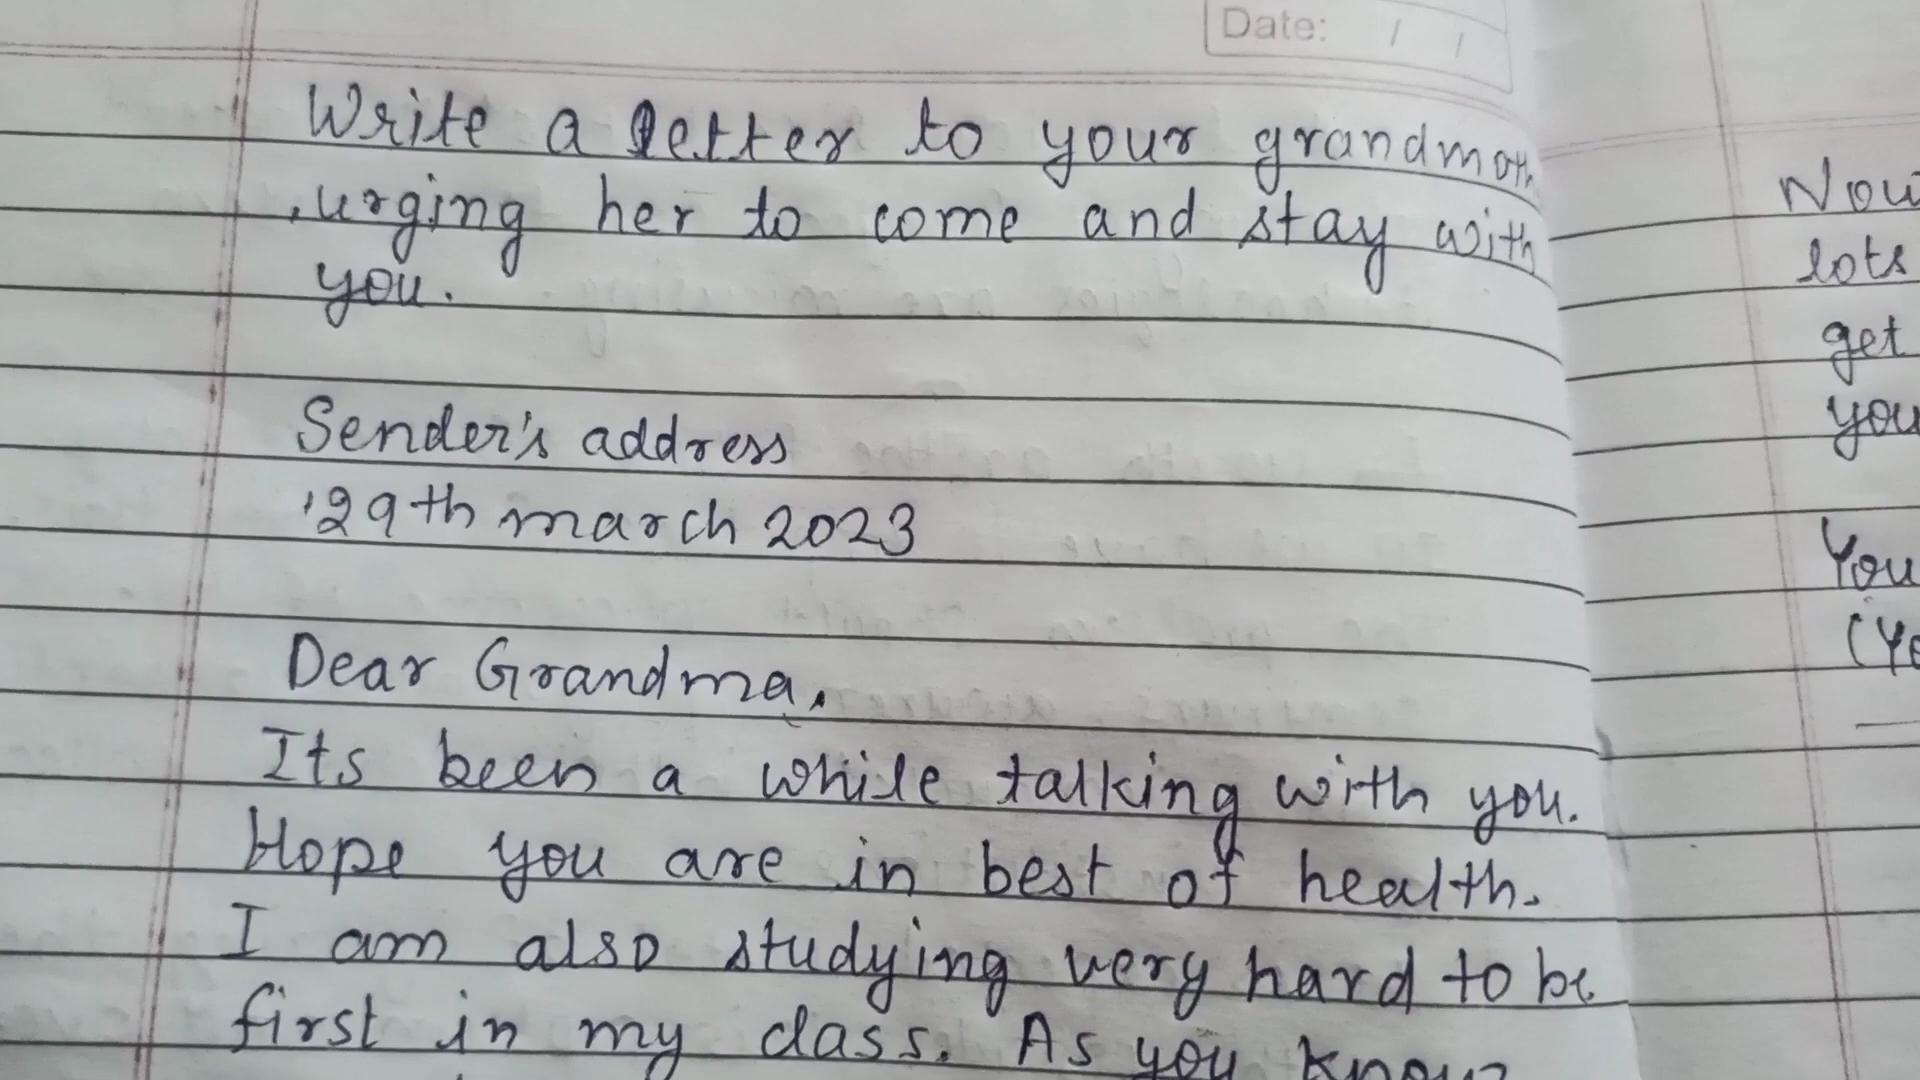 Date: / /
Write a letter to your grandmoth
urging her to come and stay with
you.
Sender's address
29th march 2023
Dear Grandma,
Its been a while talking with you.
Hope you are in best of health.
I am also studying very hard to be
first in my class. As you know
lots
get
you
You